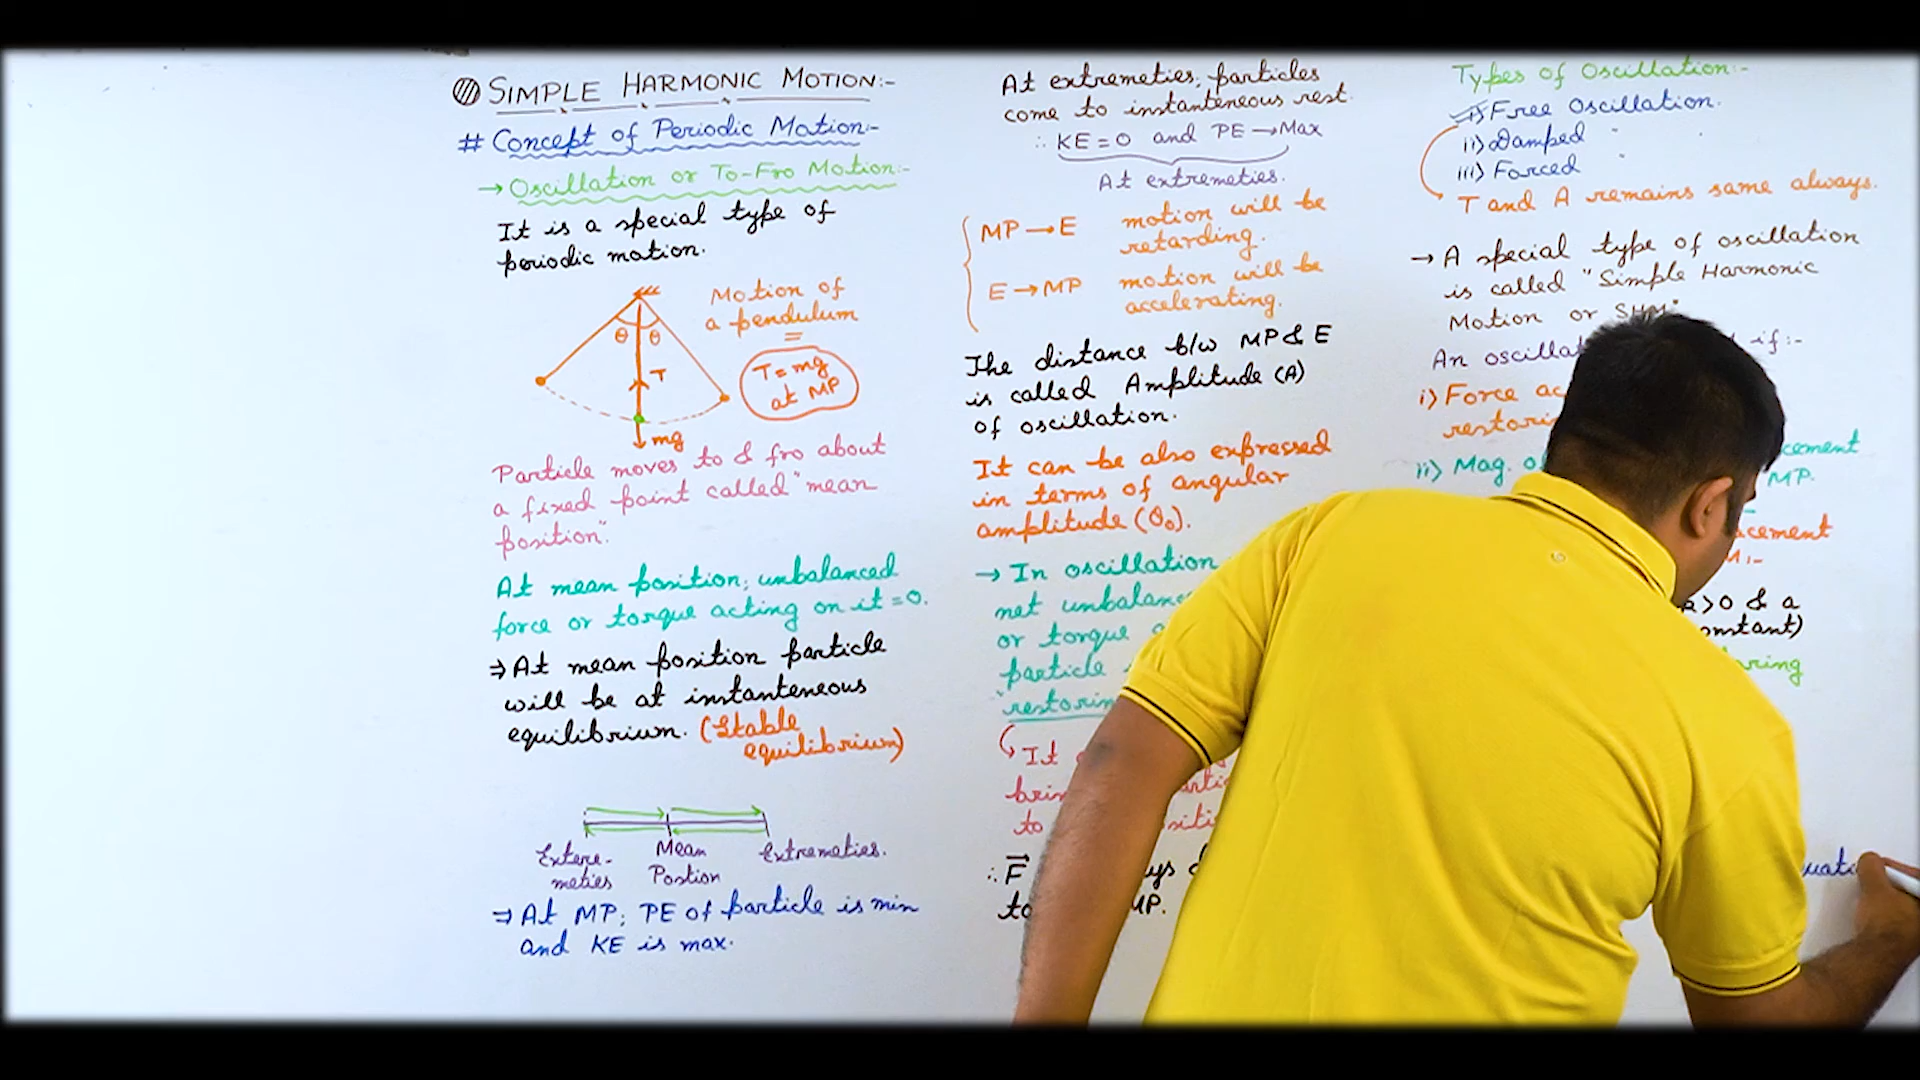 SIMPLE HARMONIC MOTION:-
# Concept of Periodic Motion:-
→ Oscillation or To-Fro Motion:-
It is a special type of
periodic motion.
Motion of
a pendulum
θ θ
T
T = mg
at MP
mg
Particle moves to & fro about
a fixed point called "mean
position".
At mean position; unbalanced
force or torque acting on it = 0.
⇒ At mean position particle
will be at instanteneous
equilibrium. (Stable
equilibrium)
Extere-
meties
Mean
Postion
Extremeties.
⇒ At MP; PE of particle is min
and KE is max.
At extremeties; particles
come to instanteneous rest.
∴ KE = 0 and PE → Max
At extremeties.
MP → E motion will be
retarding.
E → MP motion will be
accelerating.
The distance b/w MP & E
is called Amplitude (A)
of oscillation.
It can be also expressed
in terms of angular
amplitude (θ₀).
→ In oscillation
net
or torque
particle
It
to
∴ F⃗
MP.
Types of Oscillation:-
i) Free Oscillation.
ii) Damped "
iii) Forced "
T and A remains same always.
→ A special type of oscillation
is called "Simple Harmonic
Motion or SHM"
An if:-
i) Force
ii) Mag.
MP.
>0 & a